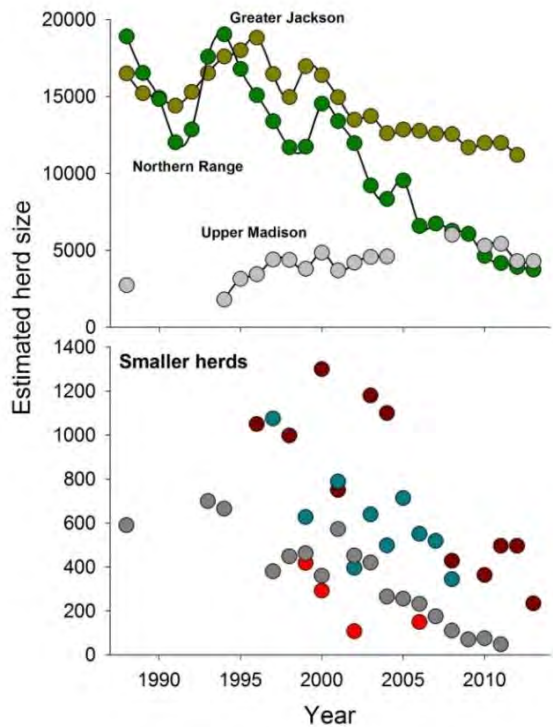 Greater Jackson
20000
15000
10000
5000
0
Northern Range
Upper Madison
Estimated herd size
Smaller herds
1400
1200
1000
800
600
400
200
0
1990 1995 2000 2005 2010
Year